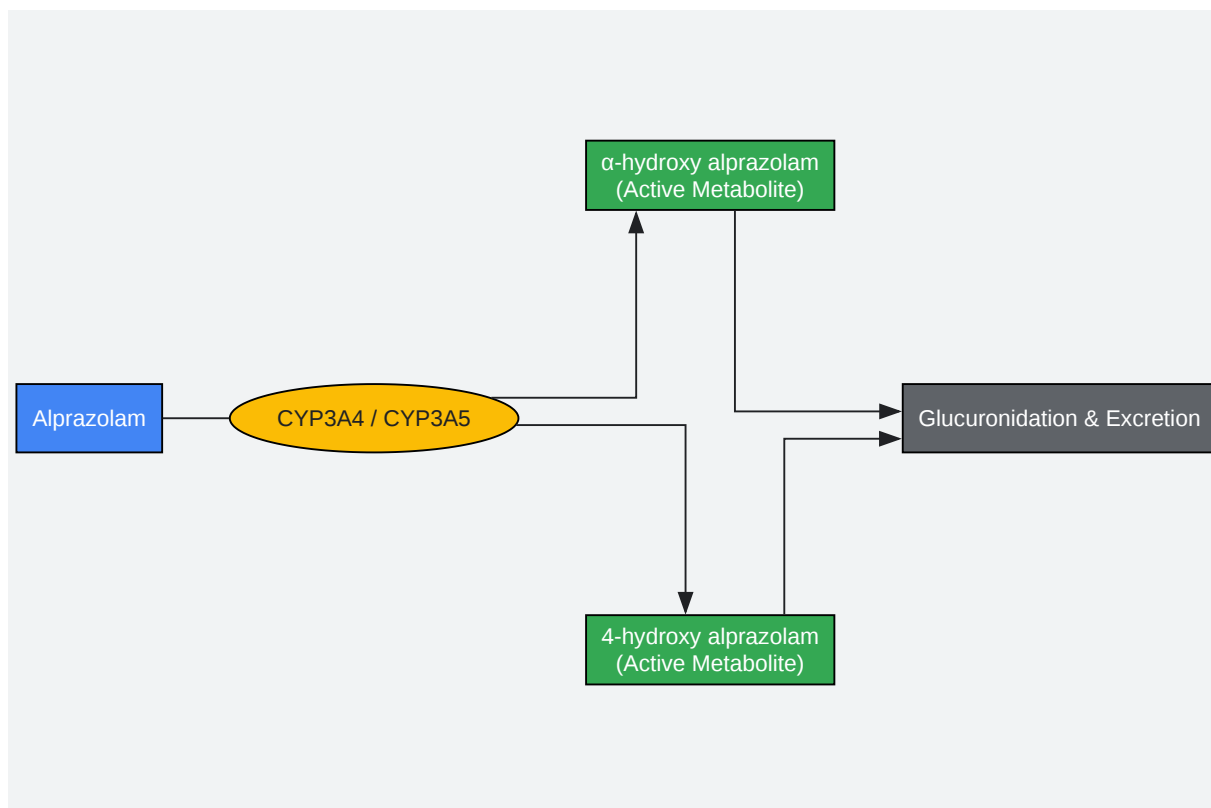 α-hydroxy alprazolam
(Active Metabolite)
Alprazolam
CYP3A4 / CYP3A5
Glucuronidation & Excretion
4-hydroxy alprazolam
(Active Metabolite)